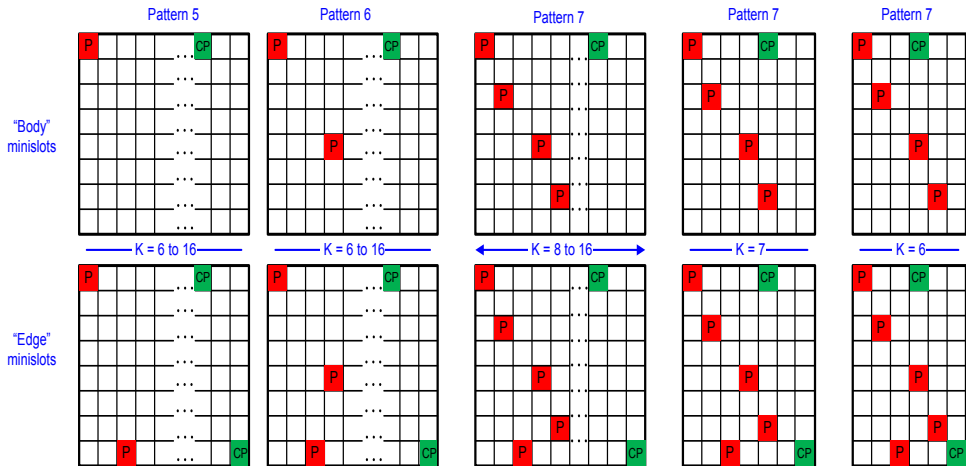 Pattern 5 Pattern 6 Pattern 7 Pattern 7 Pattern 7
P ... CP P ... CP P ... CP P CP P CP
... ... ...
... ... P ... P P
... ... ...
... P ... P ... P P
... ... ...
... ... P ... P P
... ...
“Body”
minislots
K = 6 to 16 K = 6 to 16 K = 8 to 16 K = 7 K = 6
P ... CP P ... CP P ... CP P CP P CP
... ... ...
... ... P ... P P
... ... ...
... P ... P ... P P
... ... ...
... ... P ... P P
P ... CP P ... CP P CP P CP P CP
“Edge”
minislots